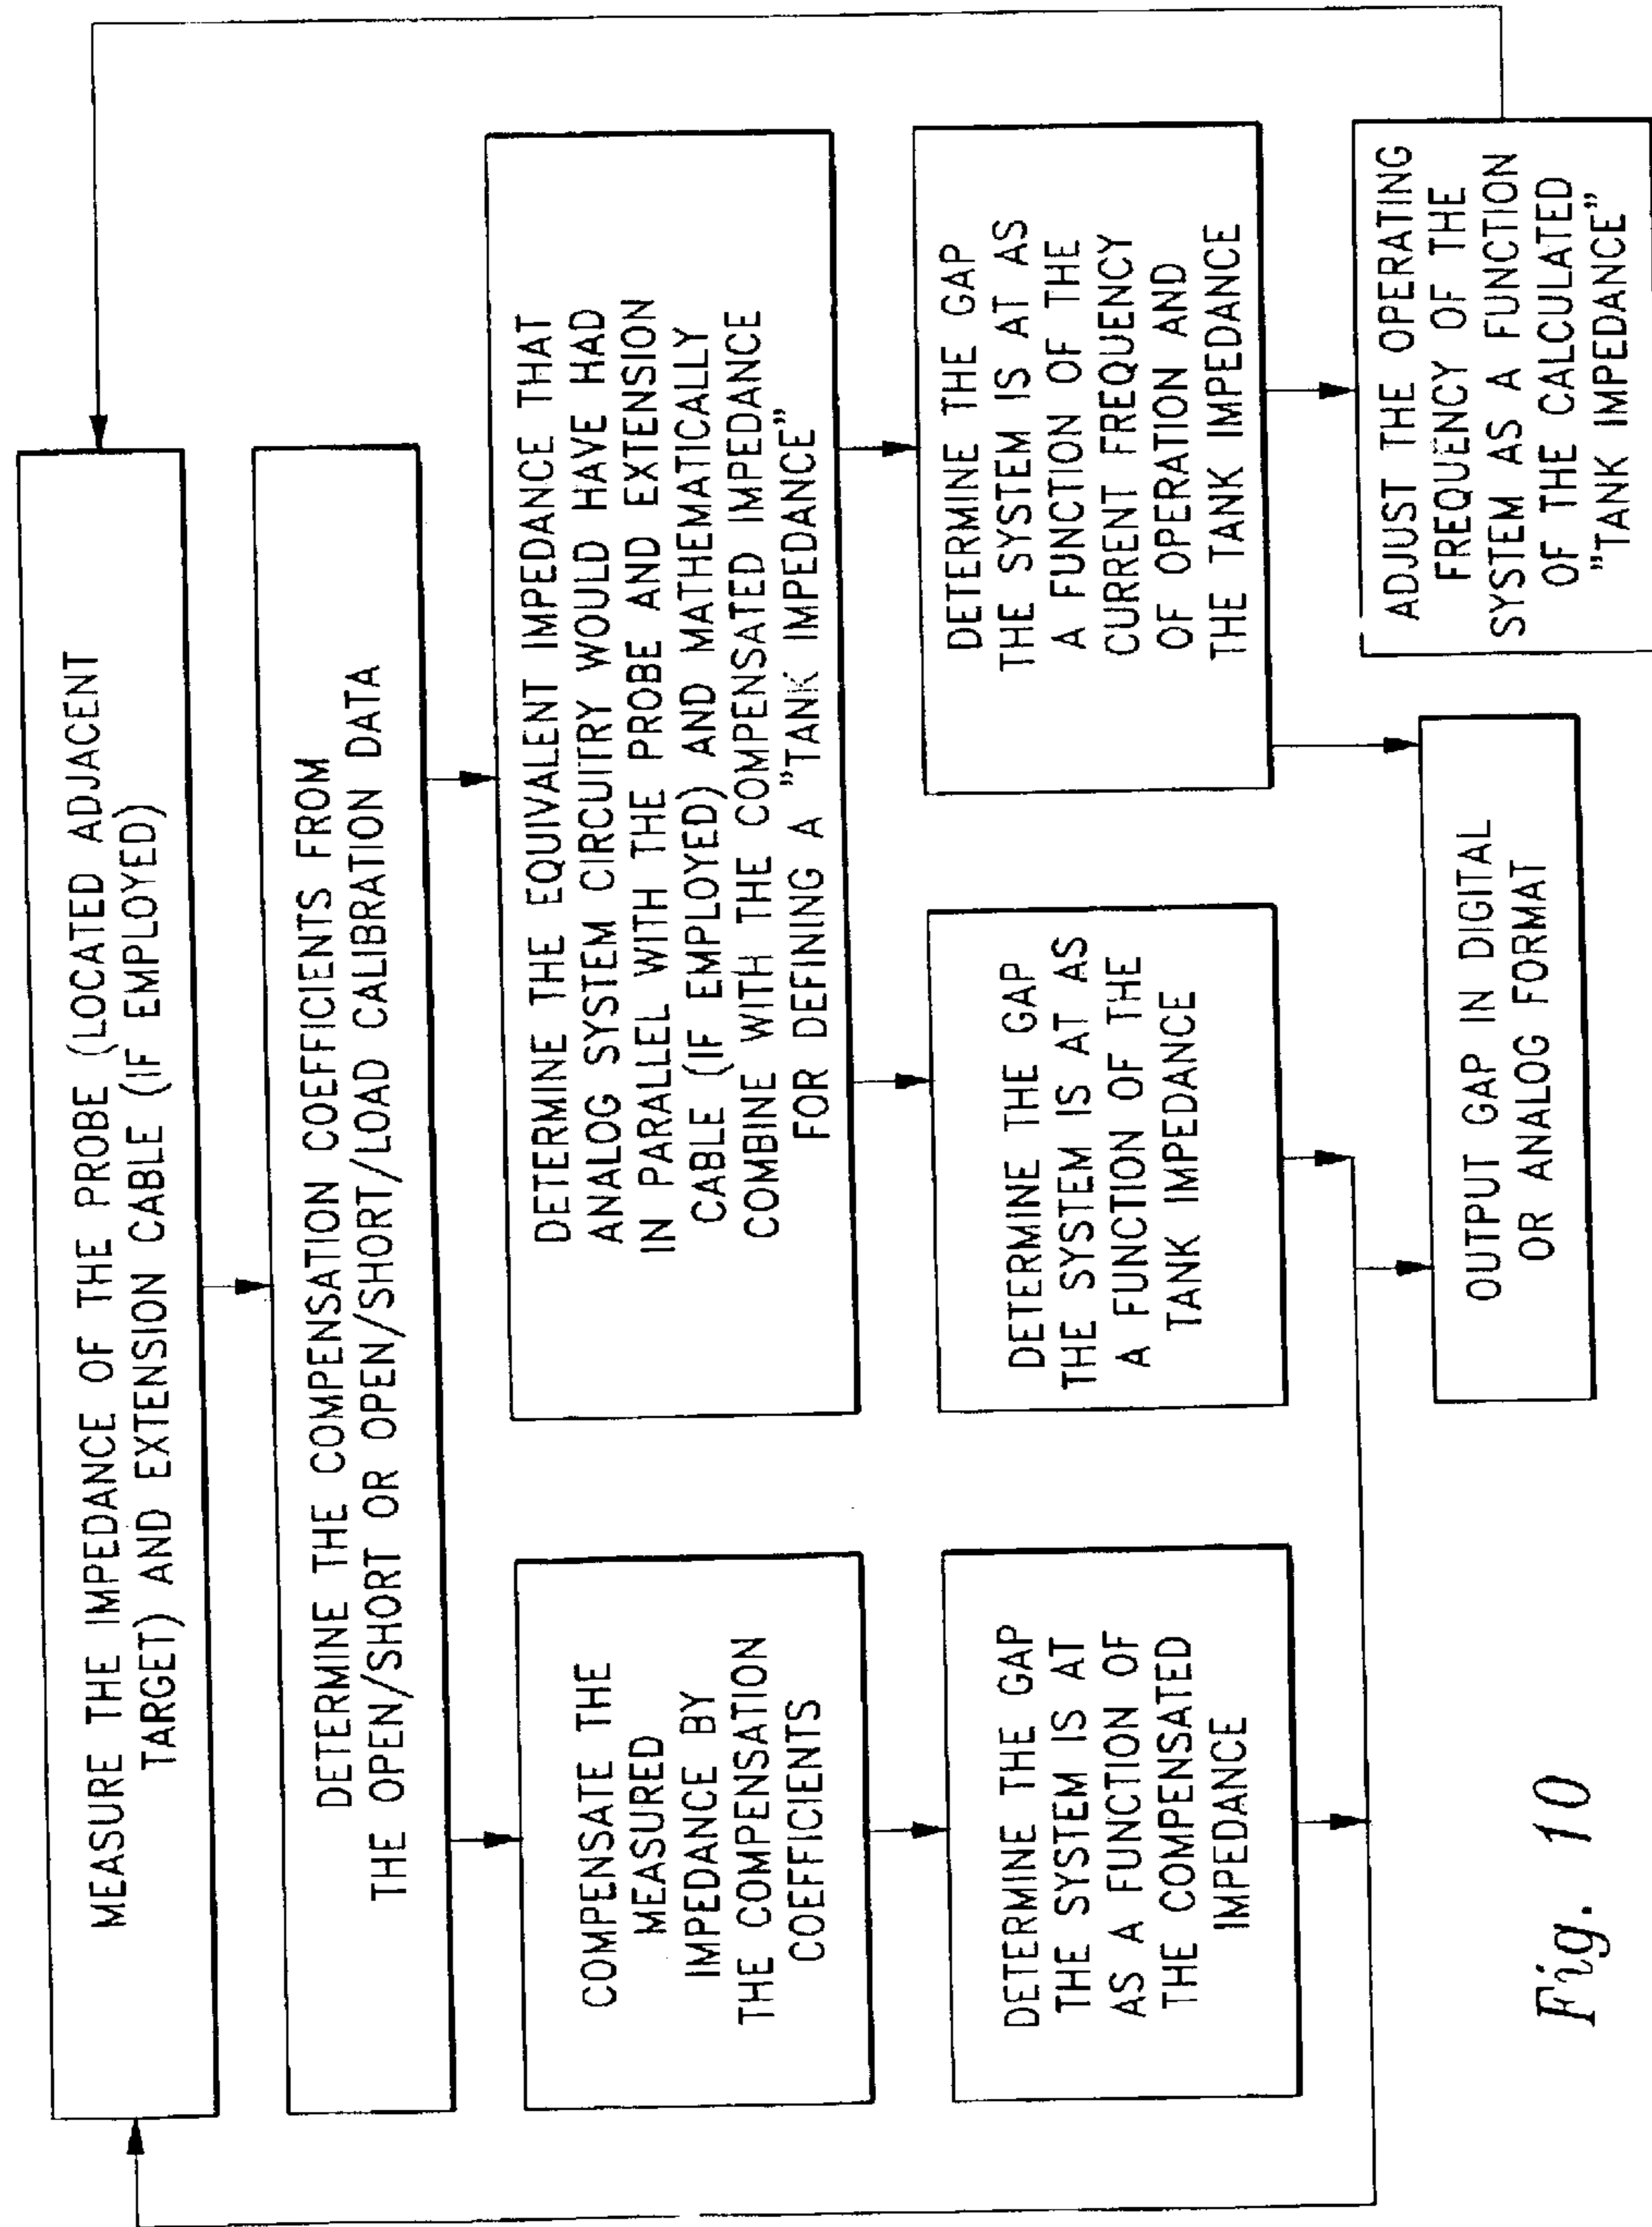 MEASURE THE IMPEDANCE OF THE PROBE (LOCATED ADJACENT
TARGET) AND EXTENSION CABLE (IF EMPLOYED)
DETERMINE THE COMPENSATION COEFFICIENTS FROM
THE OPEN/SHORT OR OPEN/SHORT/LOAD CALIBRATION DATA
COMPENSATE THE
MEASURED
IMPEDANCE BY
THE COMPENSATION
COEFFICIENTS
DETERMINE THE EQUIVALENT IMPEDANCE THAT
ANALOG SYSTEM CIRCUITRY WOULD HAVE HAD
IN PARALLEL WITH THE PROBE AND EXTENSION
CABLE (IF EMPLOYED) AND MATHEMATICALLY
COMBINE WITH THE COMPENSATED IMPEDANCE
FOR DEFINING A "TANK IMPEDANCE"
DETERMINE THE GAP
THE SYSTEM IS AT
AS A FUNCTION OF
THE COMPENSATED
IMPEDANCE
DETERMINE THE GAP
THE SYSTEM IS AT AS
A FUNCTION OF THE
TANK IMPEDANCE
DETERMINE THE GAP
THE SYSTEM IS AT AS
A FUNCTION OF THE
CURRENT FREQUENCY
OF OPERATION AND
THE TANK IMPEDANCE
OUTPUT GAP IN DIGITAL
OR ANALOG FORMAT
ADJUST THE OPERATING
FREQUENCY OF THE
SYSTEM AS A FUNCTION
OF THE CALCULATED
"TANK IMPEDANCE"
Fig. 10